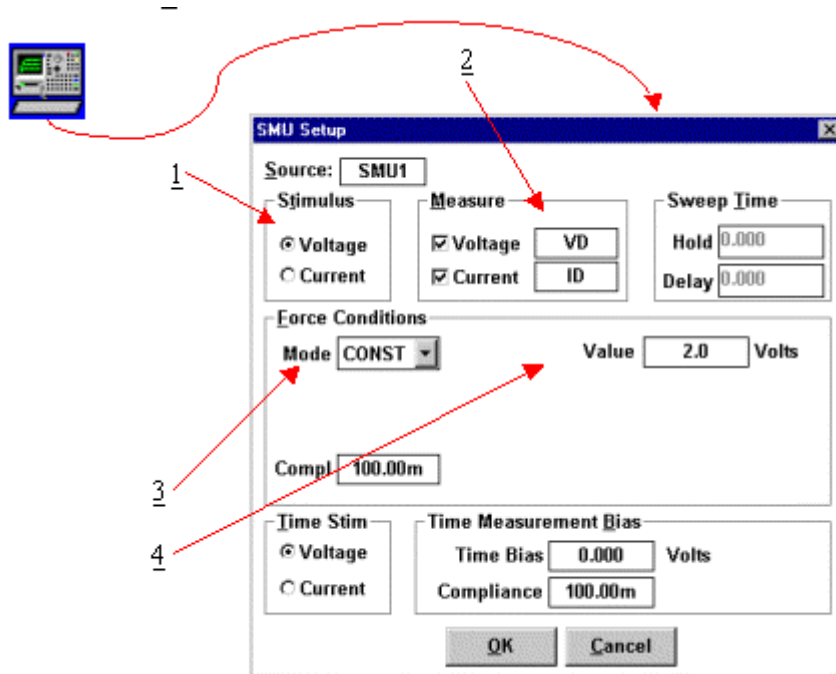 2
SMU Setup
1
Source: SMU1
Stimulus Measure Sweep Time
Voltage Voltage VD Hold 0.000
Current Current ID Delay 0.000
Force Conditions
Mode CONST Value 2.0 Volts
Compl 100.00m
3
4
Time Stim Time Measurement Bias
Voltage Time Bias 0.000 Volts
Current Compliance 100.00m
OK Cancel